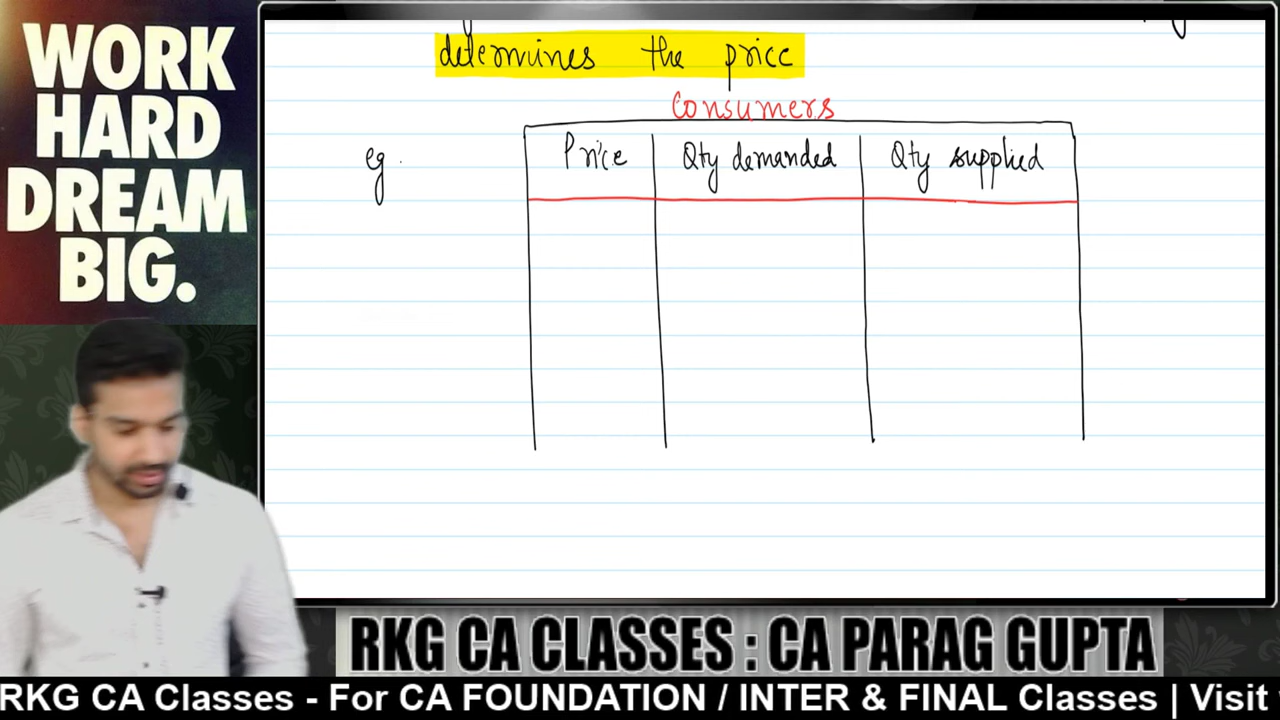 WORK
HARD
DREAM
BIG.
determines the price
Consumers
eg.
Price Qty demanded Qty supplied
RKG CA CLASSES : CA PARAG GUPTA
RKG CA Classes - For CA FOUNDATION / INTER & FINAL Classes | Visit